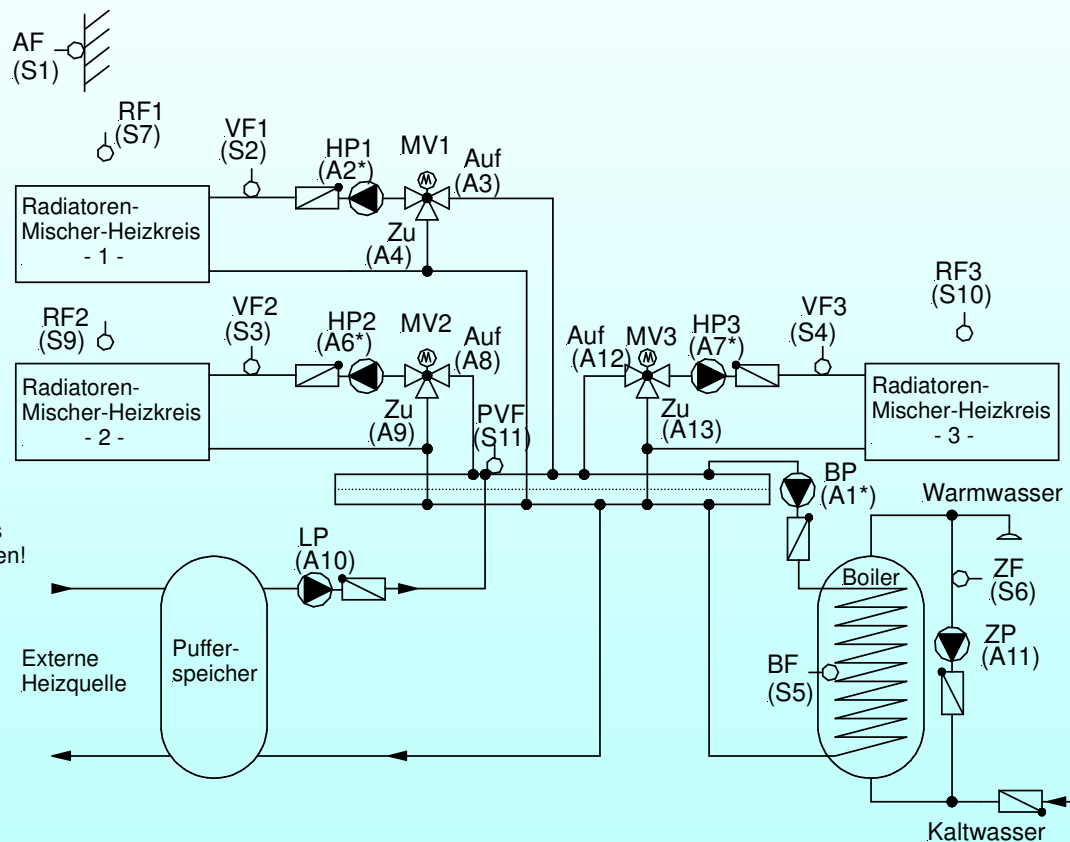 AF
(S1)
RF1
(S7)
VF1
(S2)
HP1
(A2*)
MV1
Auf
(A3)
Radiatoren-
Mischer-Heizkreis
- 1 -
Zu
(A4)
RF2
(S9)
VF2
(S3)
HP2
(A6*)
MV2
Auf
(A8)
Radiatoren-
Mischer-Heizkreis
- 2 -
Zu
(A9)
PVF
(S11)
Auf
(A12)
MV3
HP3
(A7*)
VF3
(S4)
RF3
(S10)
Zu
(A13)
Radiatoren-
Mischer-Heizkreis
- 3 -
BP
(A1*)
Warmwasser
s
en!
LP
(A10)
Externe
Heizquelle
Puffer-
speicher
Boiler
BF
(S5)
ZF
(S6)
ZP
(A11)
Kaltwasser